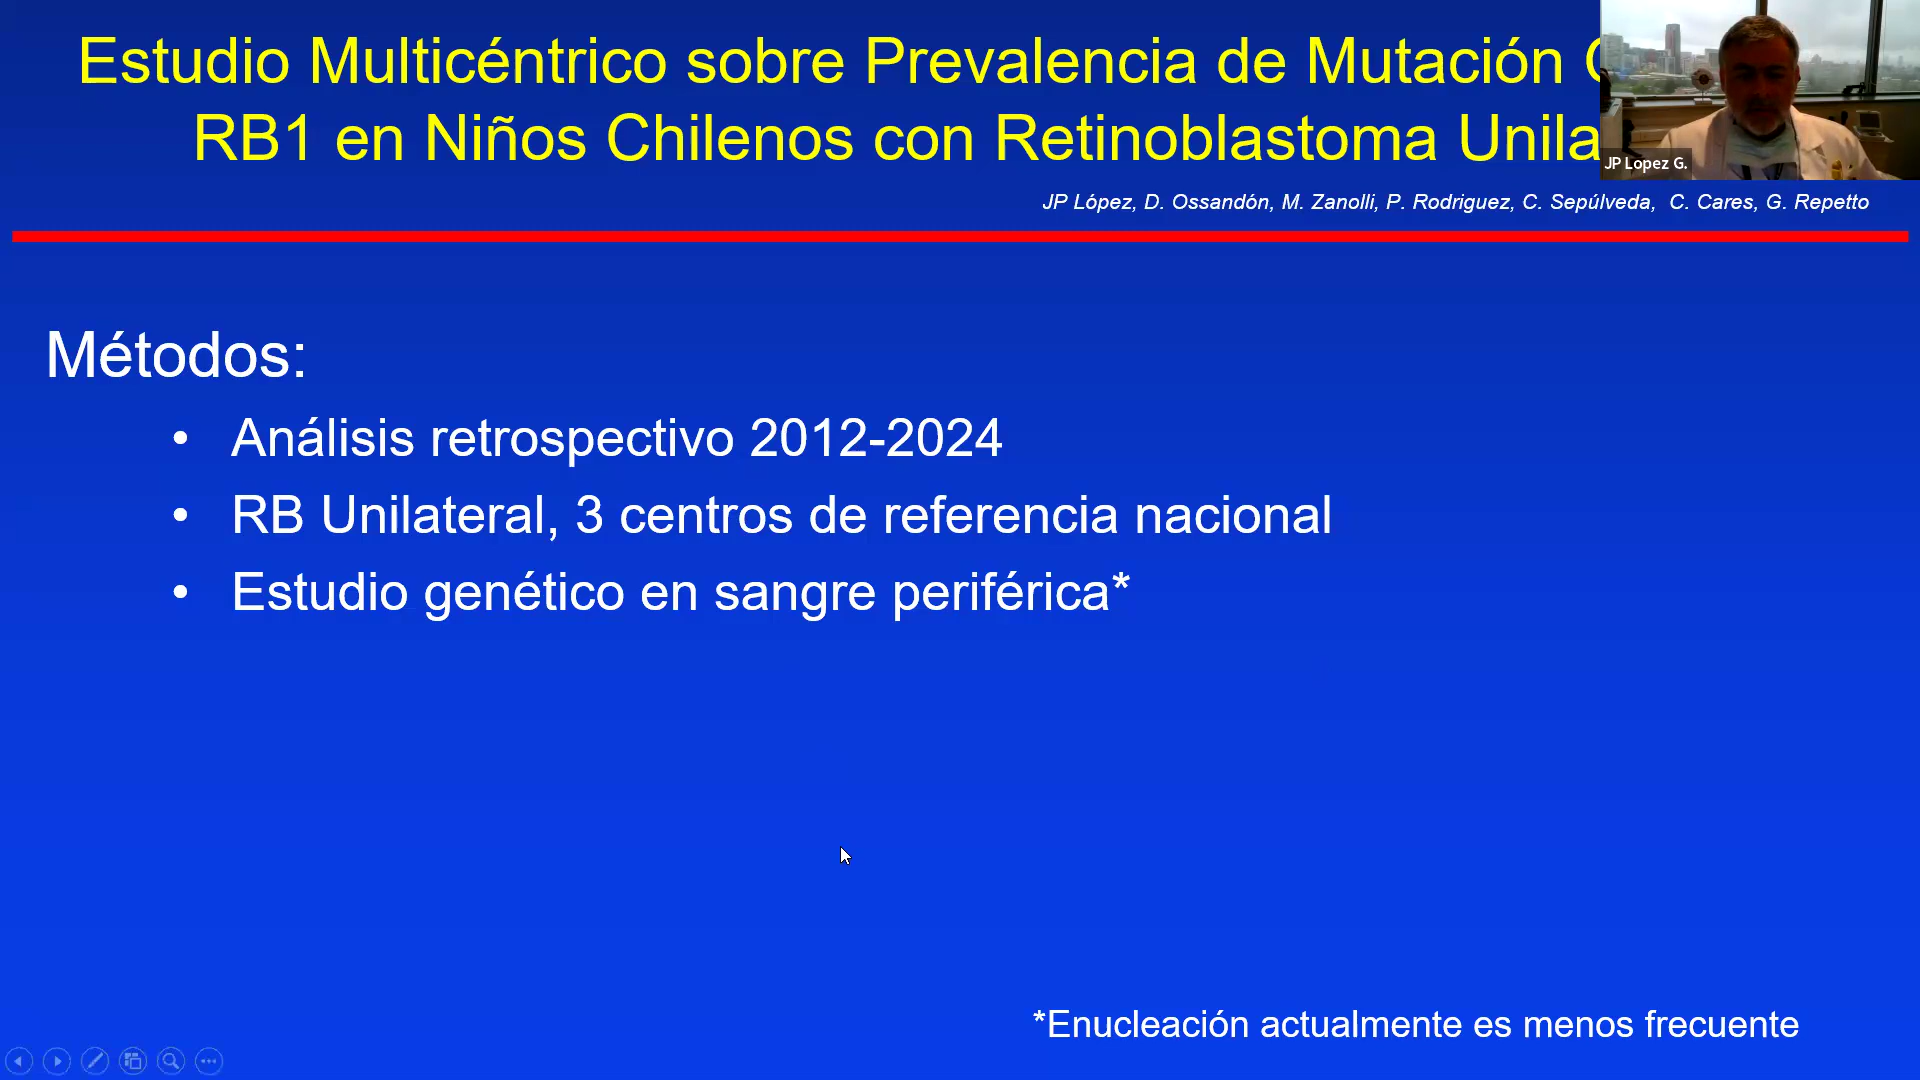 Estudio Multicéntrico sobre Prevalencia de Mutación
RB1 en Niños Chilenos con Retinoblastoma
JP Lopez G.
JP López, D. Ossandón, M. Zanolli, P. Rodriguez, C. Sepúlveda, C. Cares, G. Repetto
Métodos:
• Análisis retrospectivo 2012-2024
• RB Unilateral, 3 centros de referencia nacional
• Estudio genético en sangre periférica*
*Enucleación actualmente es menos frecuente